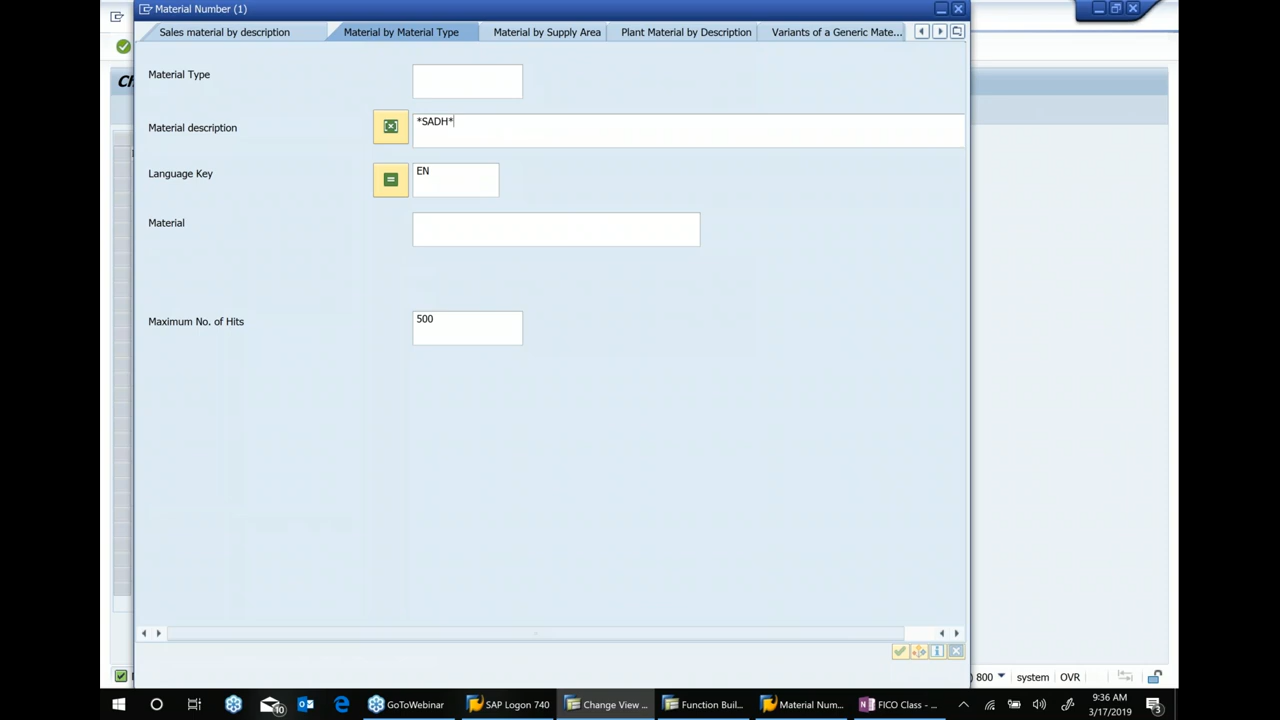 Material Number (1)
Sales material by description
Material by Material Type
Material by Supply Area
Plant Material by Description
Variants of a Generic Mate...
Ch
Material Type
Material description
*SADH*
Language Key
=
EN
Material
Maximum No. of Hits
500
800
system
OVR
10
GoToWebinar
SAP Logon 740
Change View ...
Function Buil...
Material Num...
FICO Class - ...
9:36 AM
3/17/2019
3